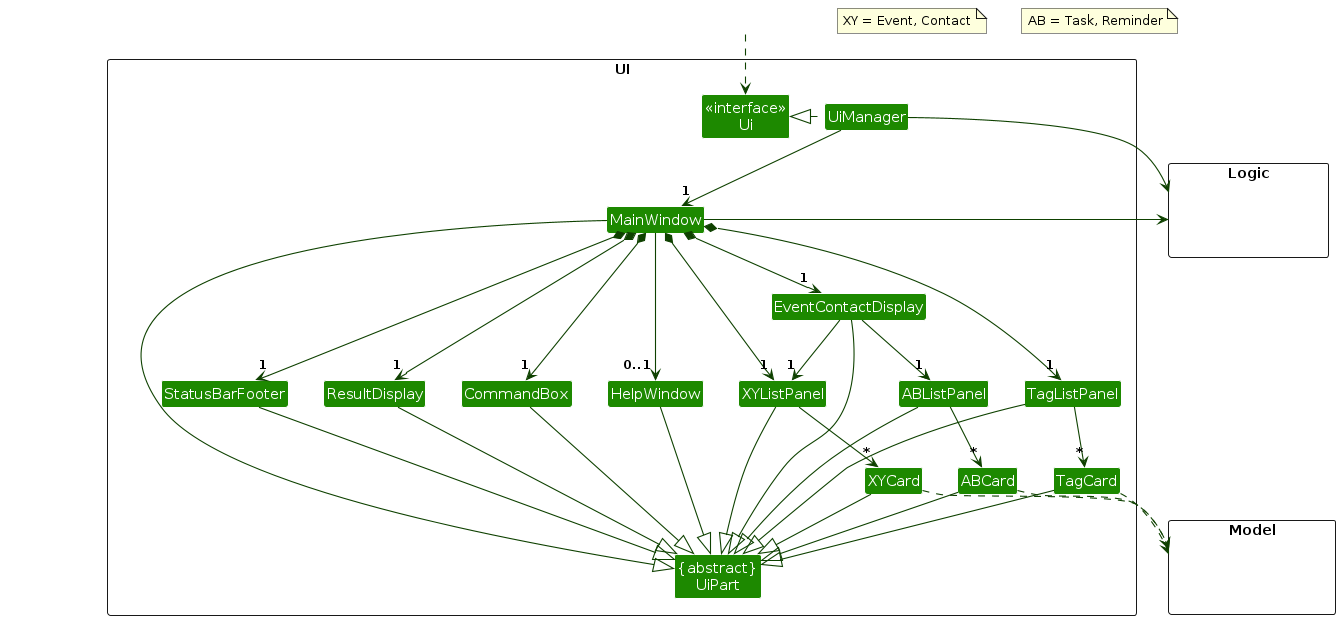 XY = Event, Contact
AB = Task, Reminder
UI
«interface»
Ui
UiManager
Logic
1
MainWindow
1
EventContactDisplay
1
1
1
0..1
1
1
1
1
StatusBarFooter
ResultDisplay
CommandBox
HelpWindow
XYListPanel
ABListPanel
TagListPanel
*
*
*
XYCard
ABCard
TagCard
Model
{abstract}
UiPart